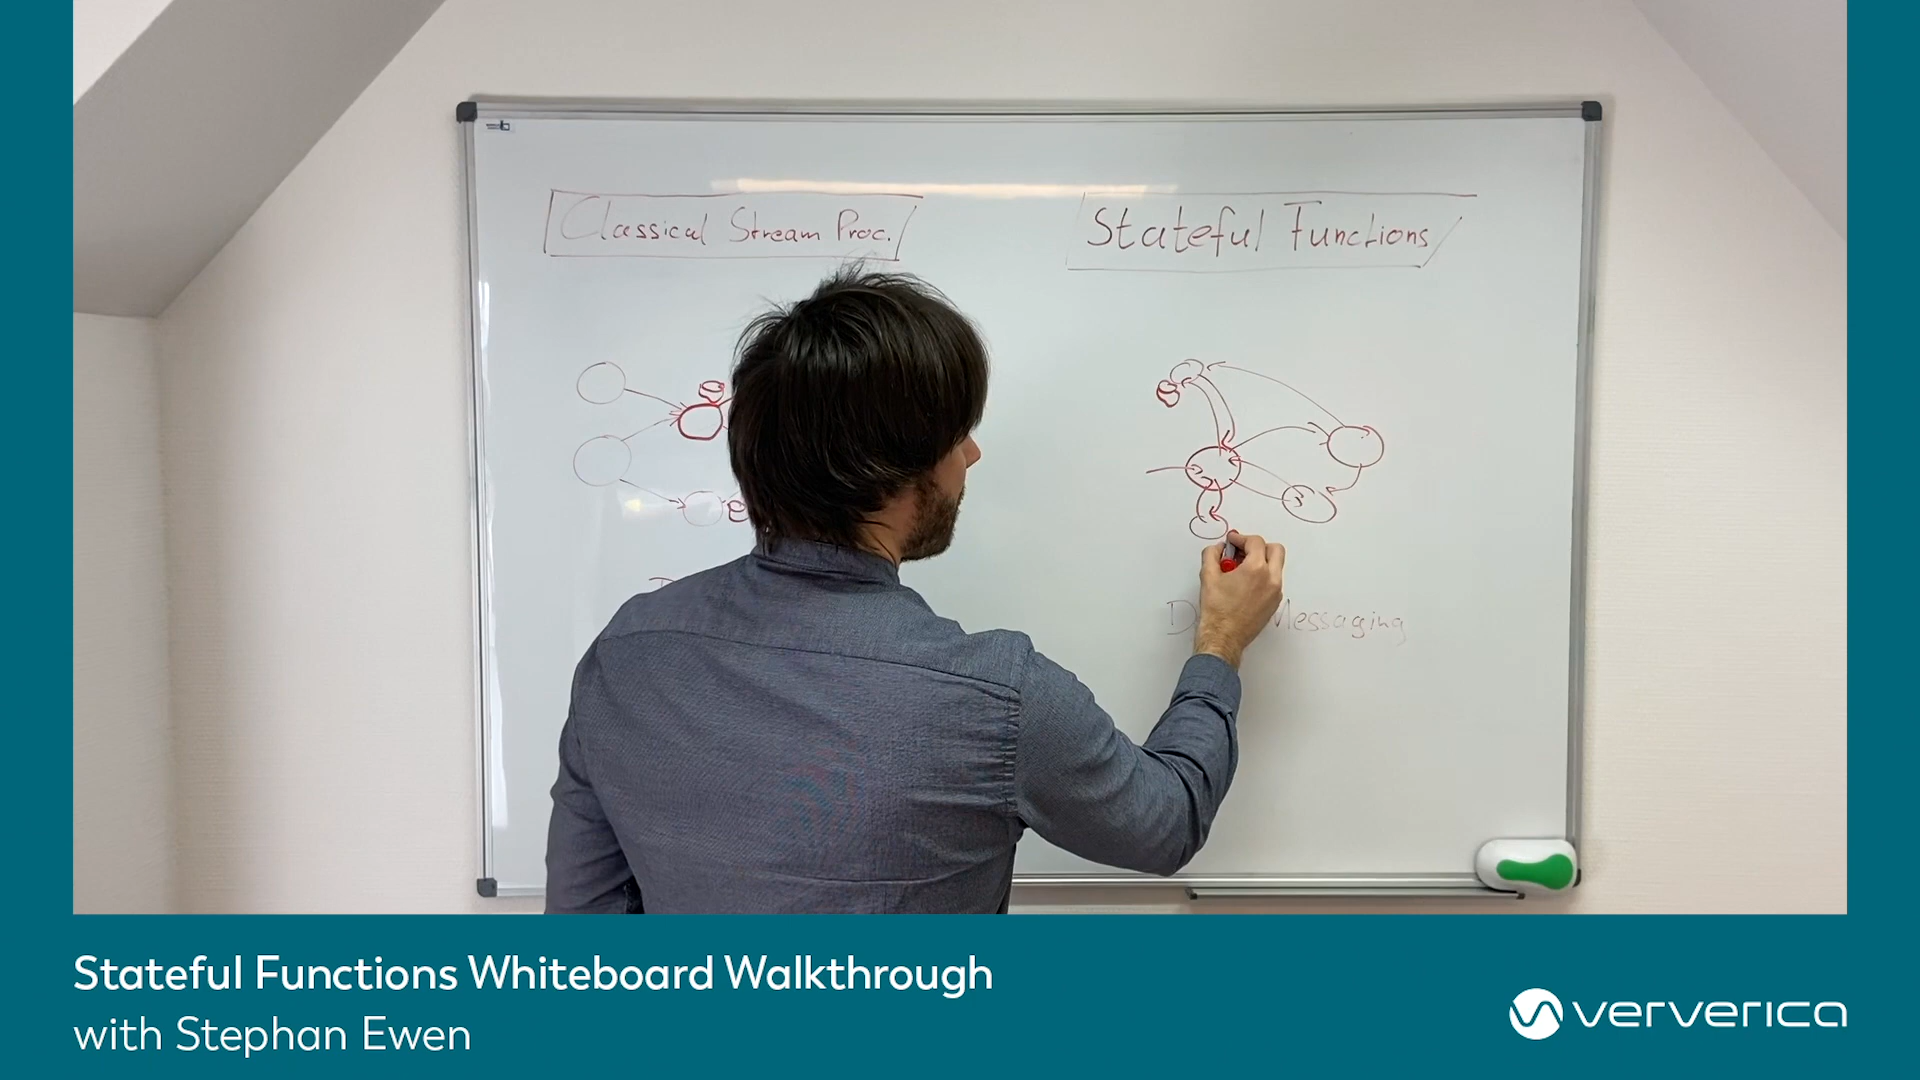 Classical Stream Proc.
Stateful Functions
Messaging
Stateful Functions Whiteboard Walkthrough
with Stephan Ewen
ververica